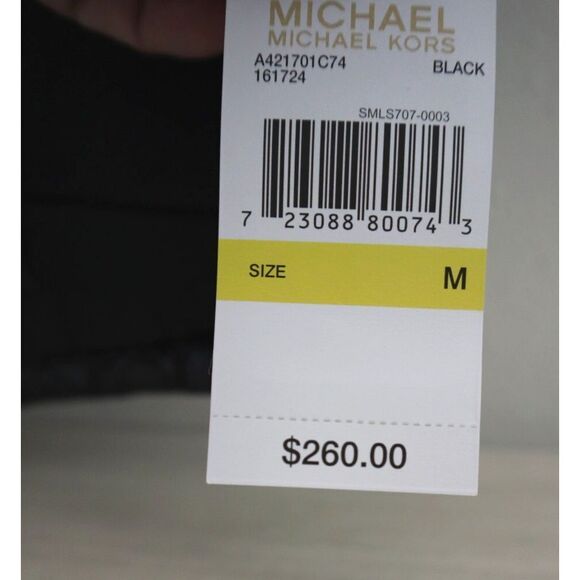 MICHAEL
MICHAEL KORS
A421701C74 BLACK
161724
SMLS707-0003
7 23088 80074 3
SIZE M
$260.00